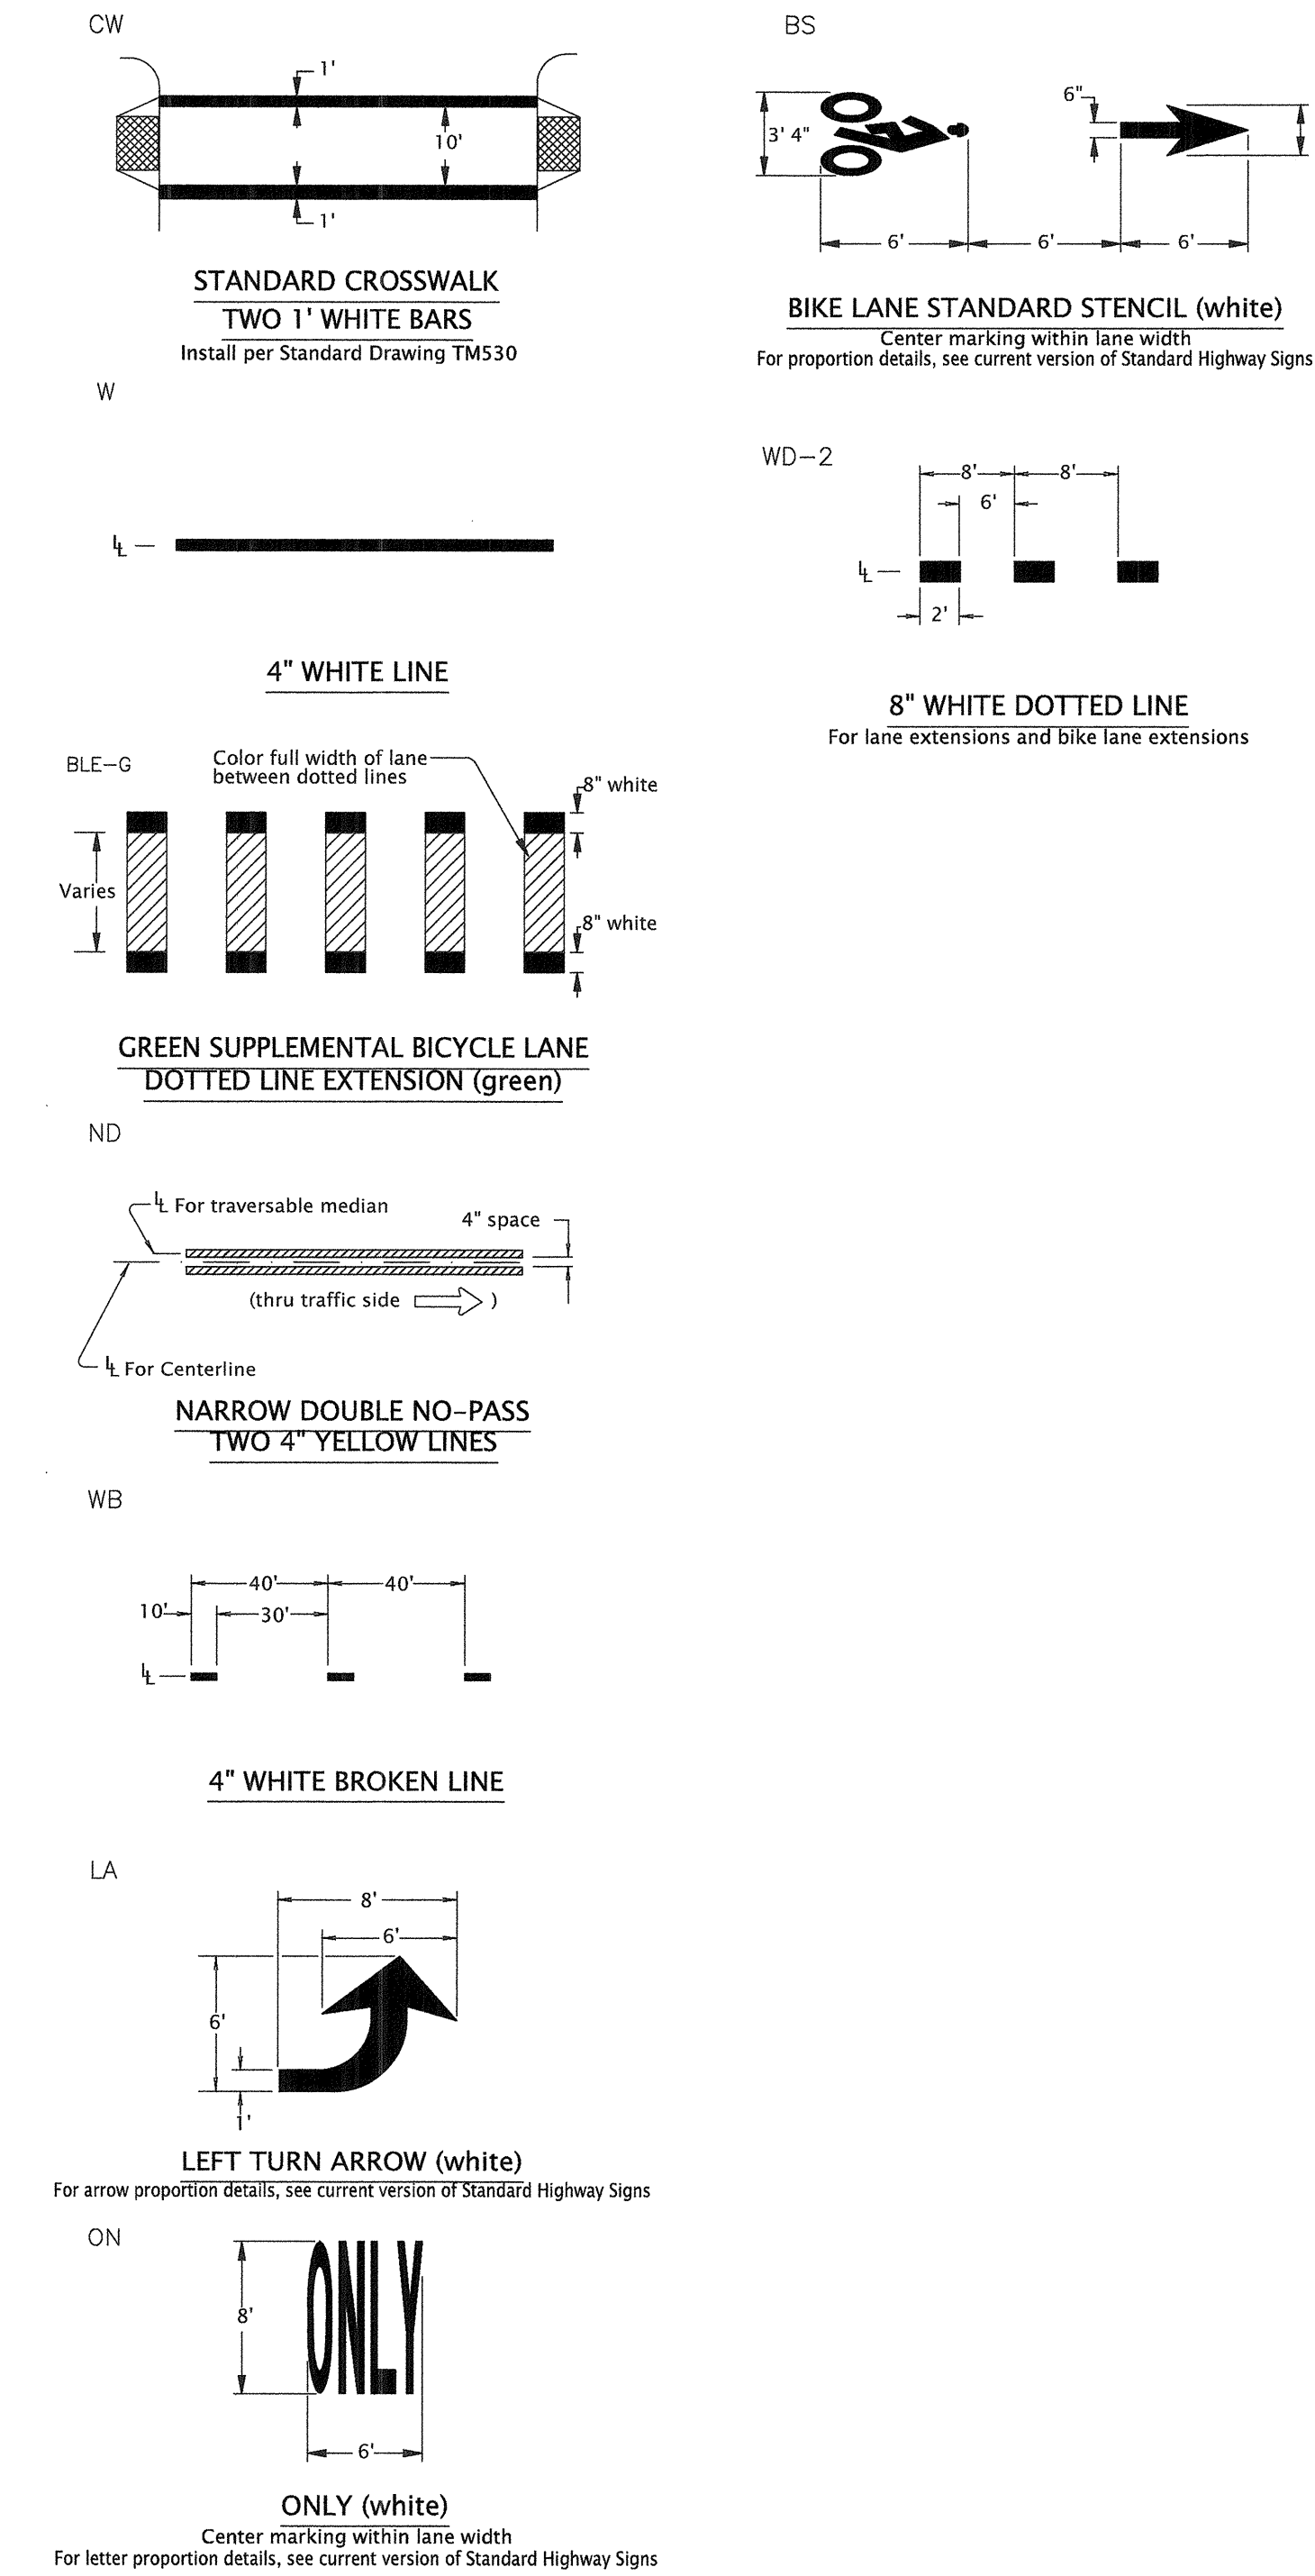 CW
1'
10'
1'
STANDARD CROSSWALK
TWO 1' WHITE BARS
Install per Standard Drawing TM530
BS
3' 4"
6"
6'
6'
6'
BIKE LANE STANDARD STENCIL (white)
Center marking within lane width
For proportion details, see current version of Standard Highway Signs
W
L
4" WHITE LINE
WD-2
8'
8'
6'
L
2'
8" WHITE DOTTED LINE
For lane extensions and bike lane extensions
BLE-G
Color full width of lane
between dotted lines
8" white
Varies
8" white
GREEN SUPPLEMENTAL BICYCLE LANE
DOTTED LINE EXTENSION (green)
ND
L For traversable median
4" space
(thru traffic side )
L For Centerline
NARROW DOUBLE NO-PASS
TWO 4" YELLOW LINES
WB
40'
40'
10'
30'
L
4" WHITE BROKEN LINE
LA
8'
6'
6'
1'
LEFT TURN ARROW (white)
For arrow proportion details, see current version of Standard Highway Signs
ON
ONLY
8'
6'
ONLY (white)
Center marking within lane width
For letter proportion details, see current version of Standard Highway Signs